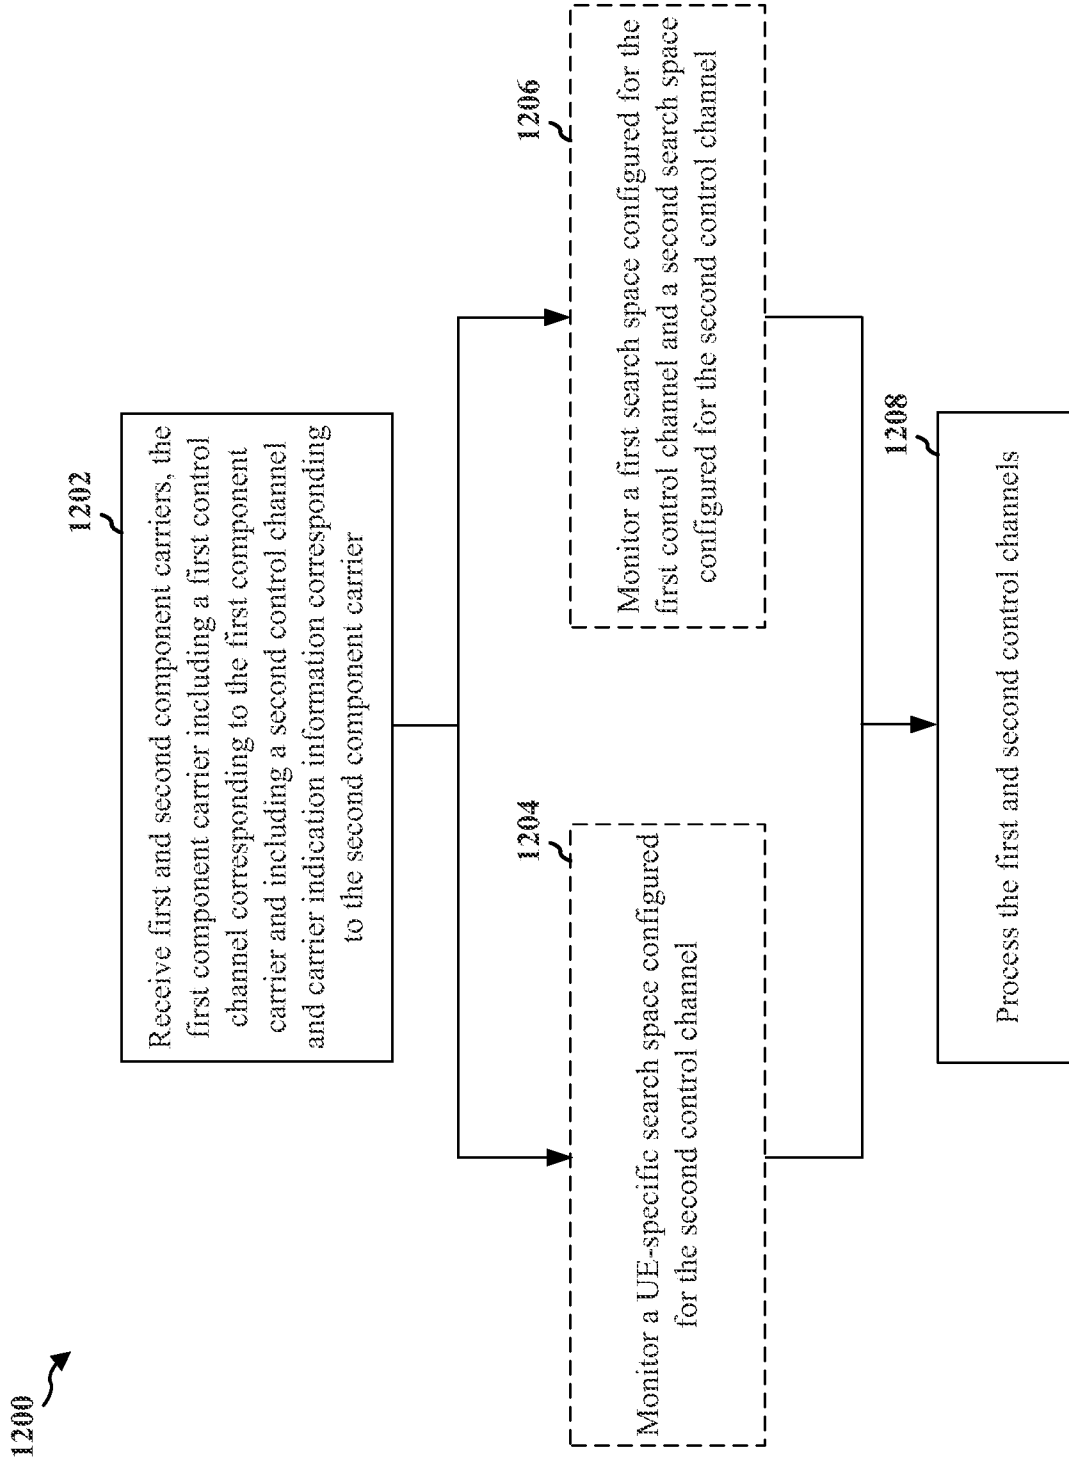 1200
1202
Receive first and second component carriers, the
first component carrier including a first control
channel corresponding to the first component
carrier and including a second control channel
and carrier indication information corresponding
to the second component carrier
1204
Monitor a UE-specific search space configured
for the second control channel
1206
Monitor a first search space configured for the
first control channel and a second search space
configured for the second control channel
1208
Process the first and second control channels